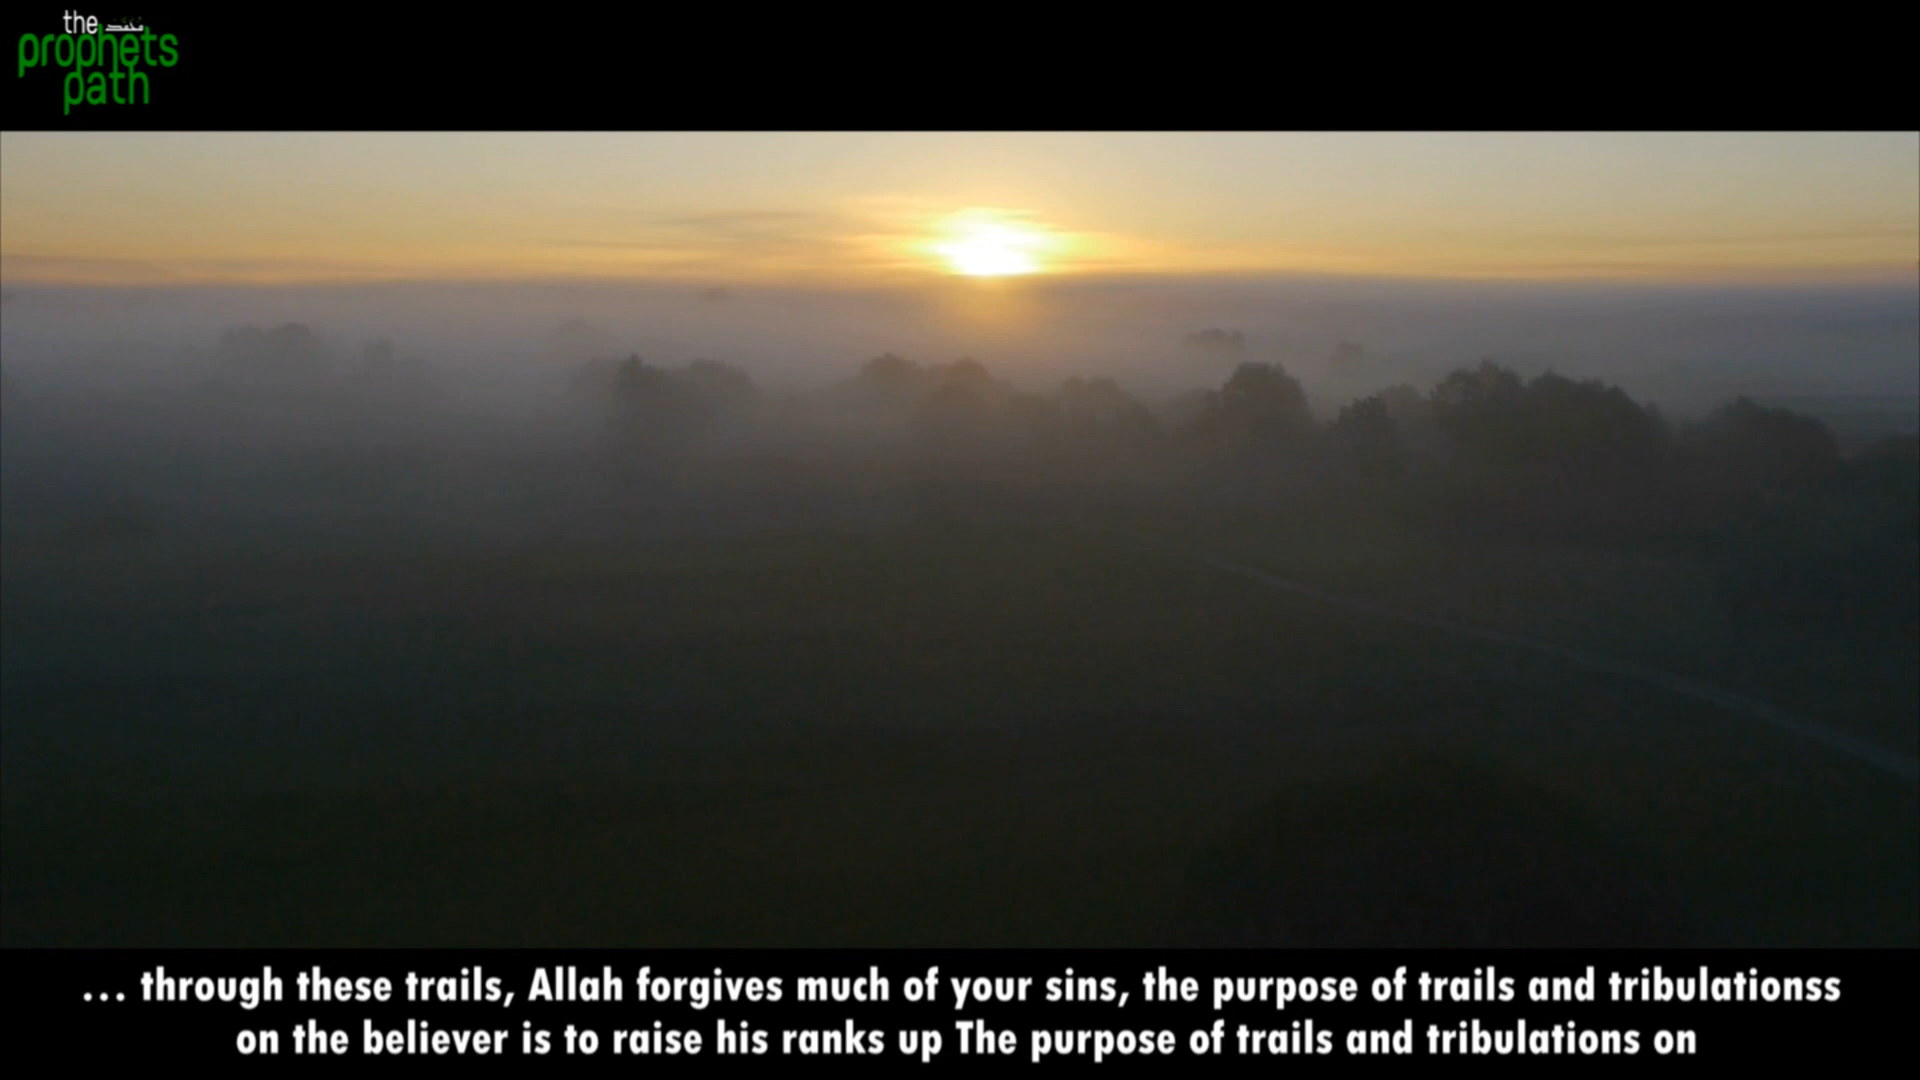 the محمد
prophets
path
... through these trails, Allah forgives much of your sins, the purpose of trails and tribulationss
on the believer is to raise his ranks up The purpose of trails and tribulations on